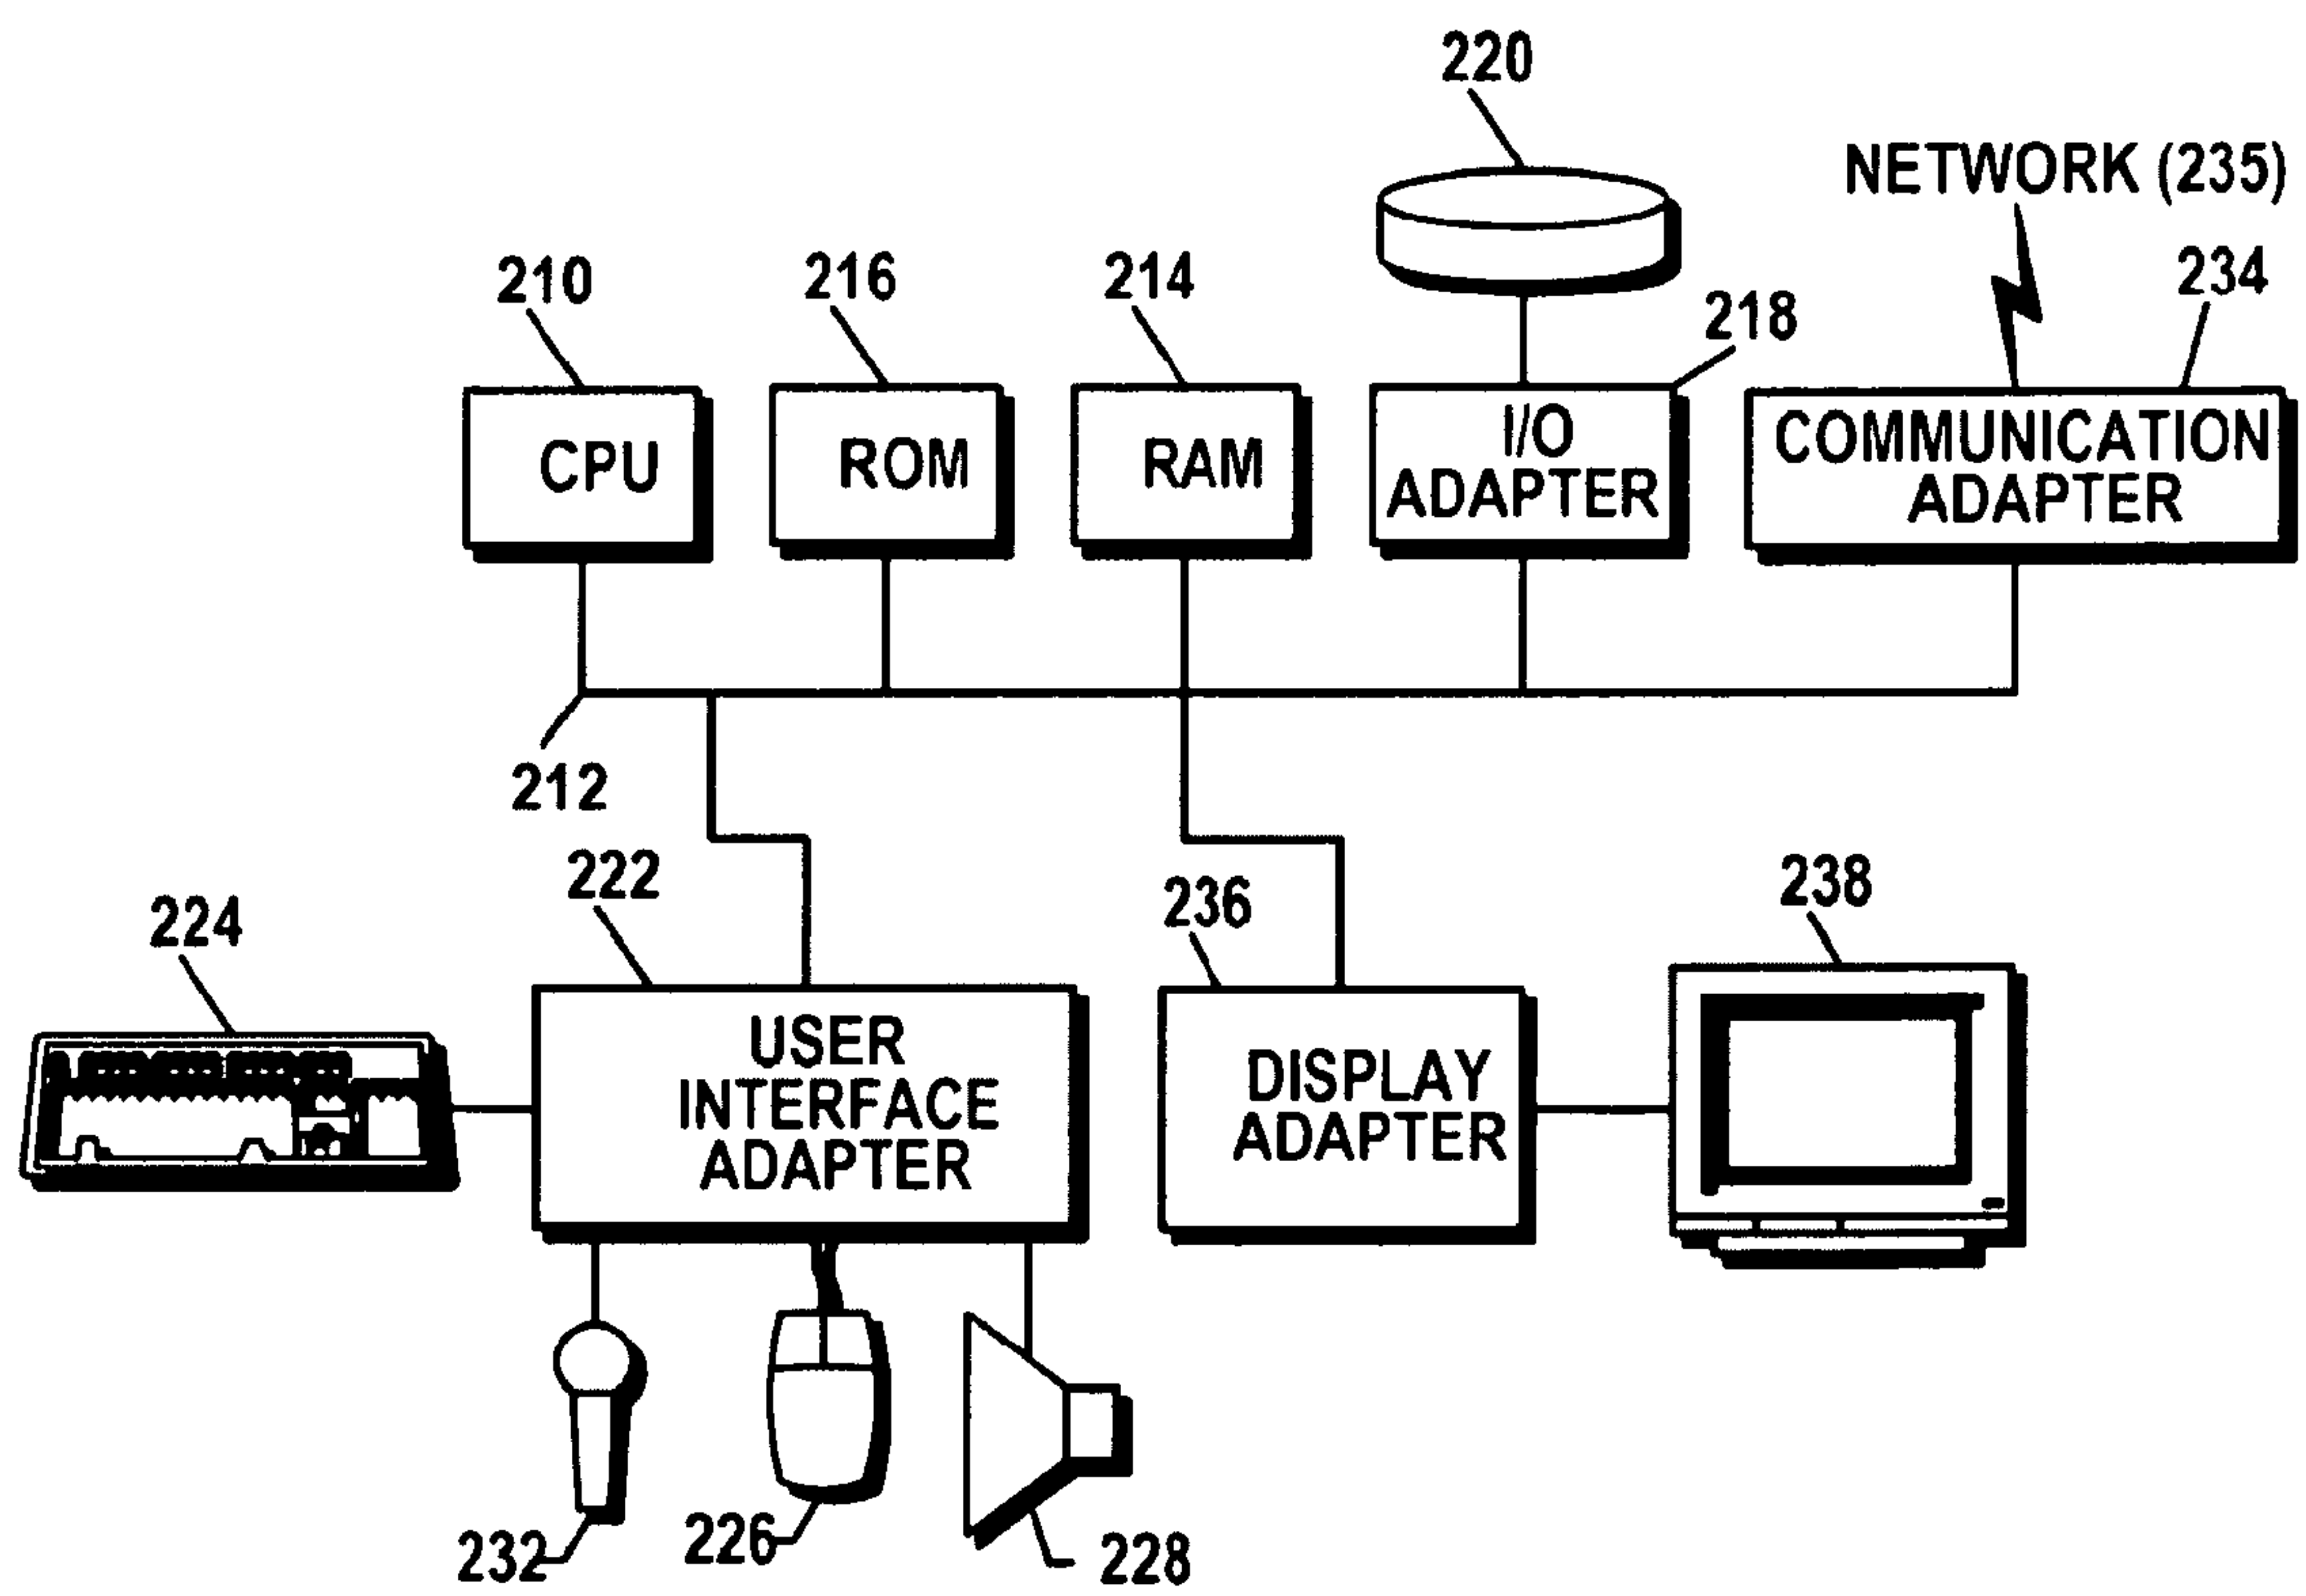 220
NETWORK (235)
210
216
214
218
234
CPU
ROM
RAM
I/O
ADAPTER
COMMUNICATION
ADAPTER
212
222
224
236
238
USER
INTERFACE
ADAPTER
DISPLAY
ADAPTER
232
226
228